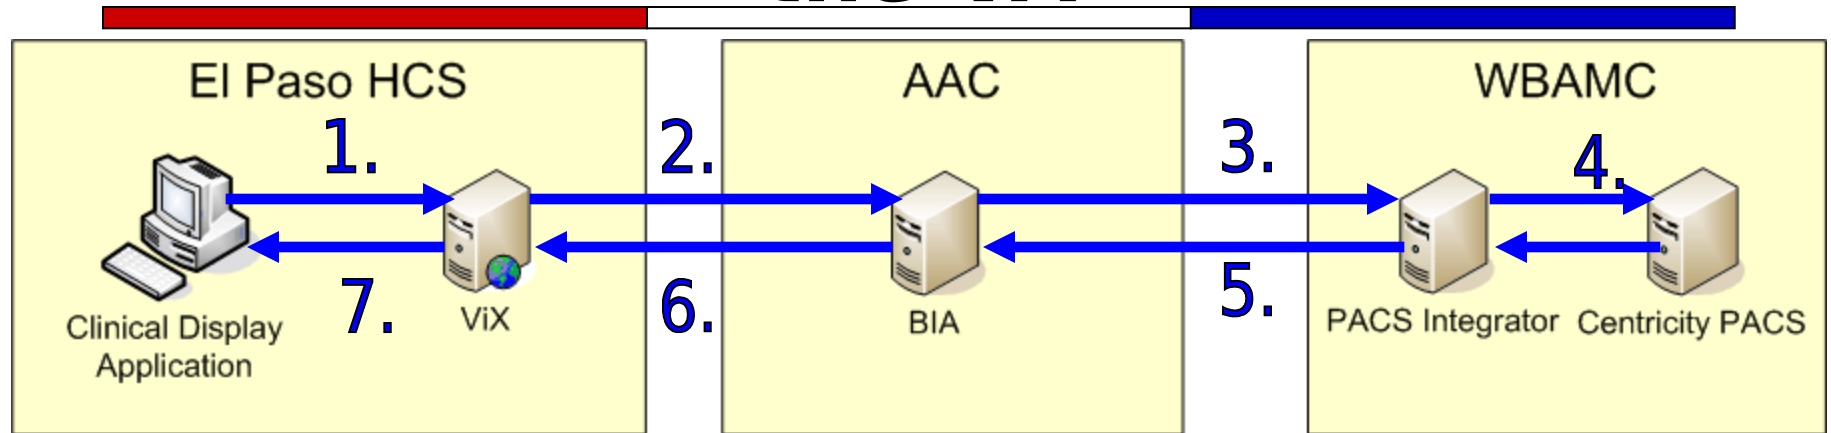 El Paso HCS
AAC
WBAMC
1.
2.
3.
4.
7.
6.
5.
Clinical Display
Application
ViX
BIA
PACS Integrator
Centricity PACS